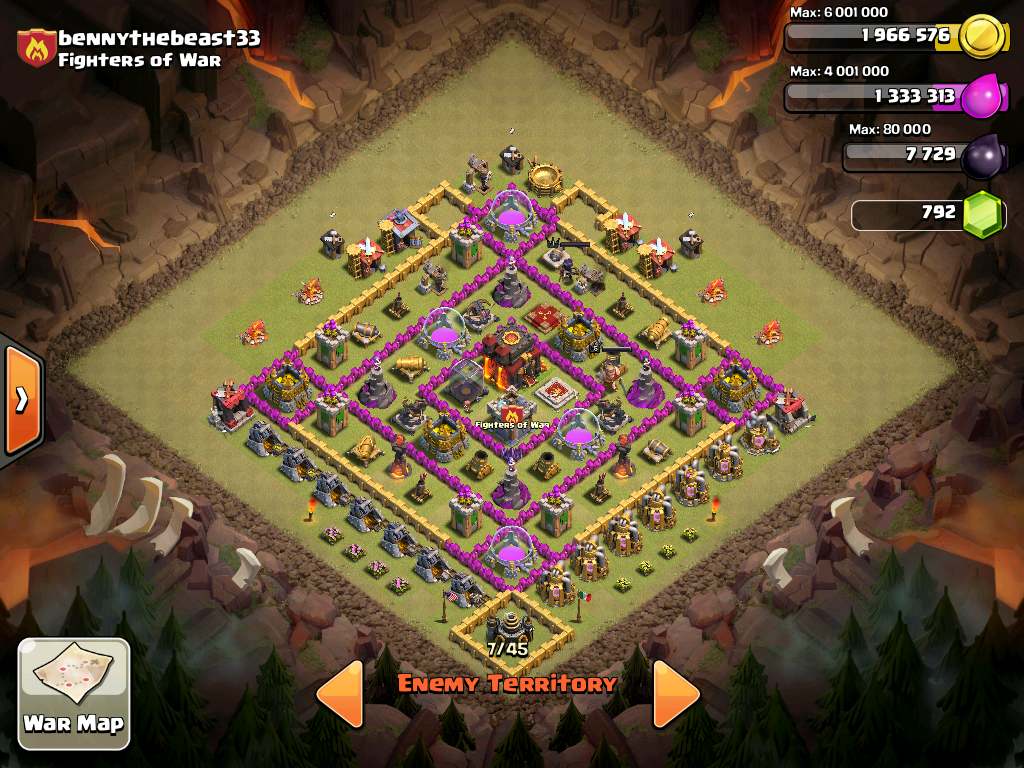 bennythebeast33
Fighters of War
Max: 6 001 000
1 966 576
Max: 4 001 000
1 333 313
Max: 80 000
7 729
792
Fighters of War
7/45
Enemy Territory
War Map